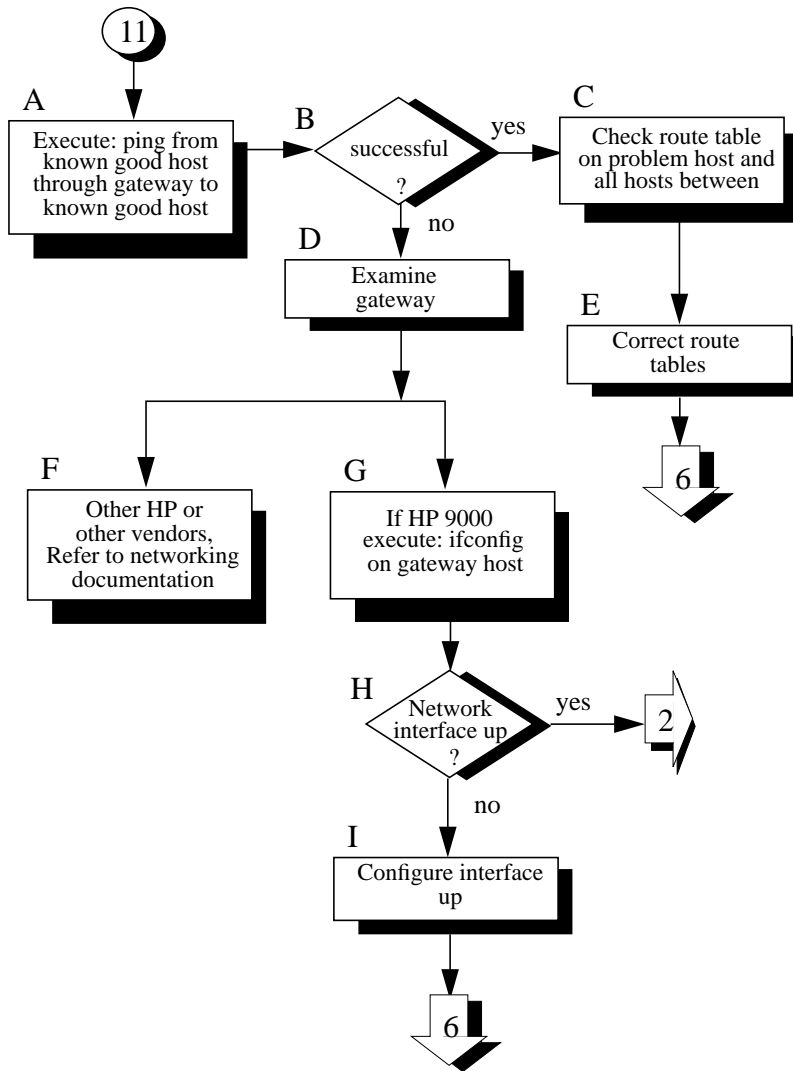 11
A
Execute: ping from
known good host
through gateway to
known good host
B
successful
?
yes
no
C
Check route table
on problem host and
all hosts between
D
Examine
gateway
E
Correct route
tables
6
F
Other HP or
other vendors,
Refer to networking
documentation
G
If HP 9000
execute: ifconfig
on gateway host
H
Network
interface up
?
yes
2
no
I
Configure interface
up
6